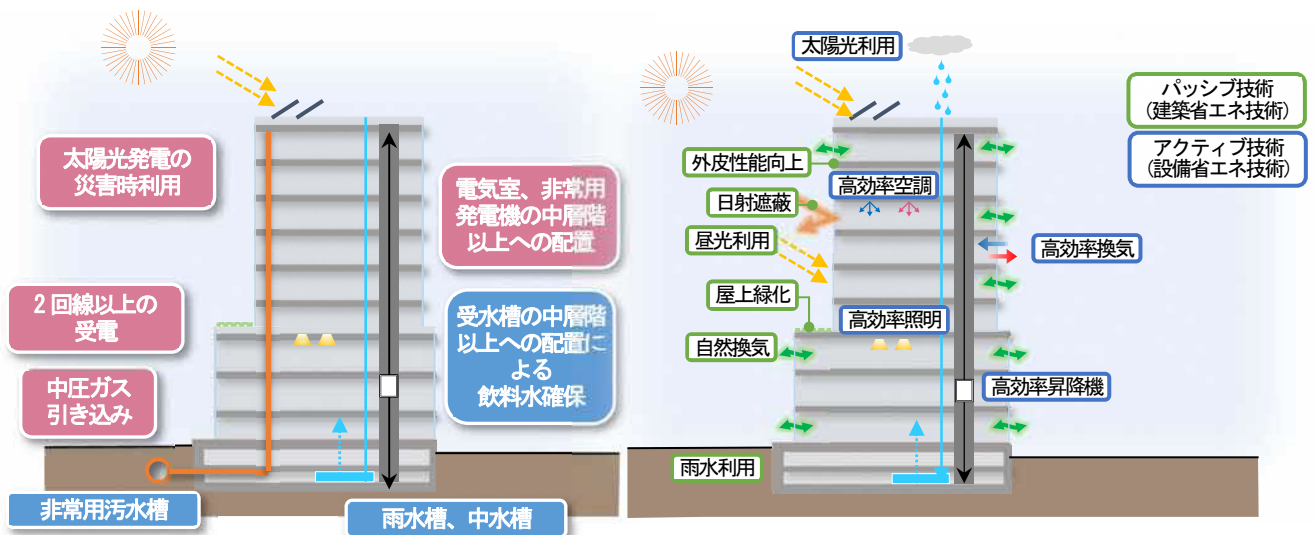 太陽光発電の
災害時利用
電気室、非常用
発電機の中層階
以上への配置
2回線以上の
受電
受水槽の中層階
以上への配置に
よる
飲料水確保
中圧ガス
引き込み
非常用汚水槽
雨水槽、中水槽
太陽光利用
パッシブ技術
（建築省エネ技術）
アクティブ技術
（設備省エネ技術）
外皮性能向上
高効率空調
日射遮蔽
昼光利用
高効率換気
屋上緑化
高効率照明
自然換気
高効率昇降機
雨水利用